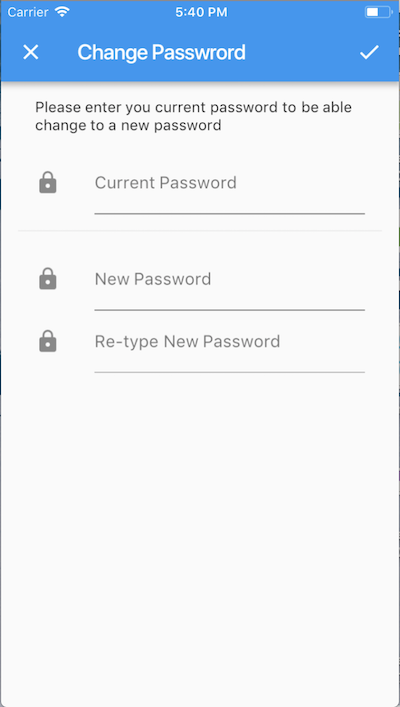 Carrier 5:40 PM
Change Passwrord
Please enter you current password to be able
change to a new password
Current Password
New Password
Re-type New Password